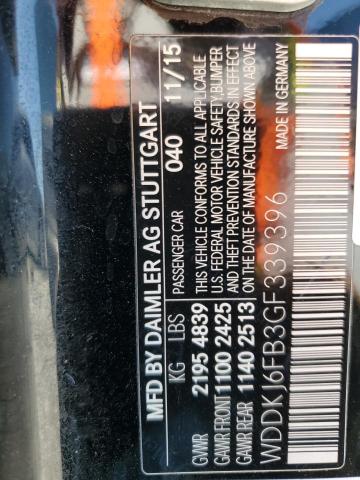 MFD BY DAIMLER AG STUTTGART
KG LBS PASSENGER CAR 040 11/15
GVWR 2195 4839 THIS VEHICLE CONFORMS TO ALL APPLICABLE
GAWR FRONT 1100 2425 U.S. FEDERAL MOTOR VEHICLE SAFETY,BUMPER
GAWR REAR 1140 2513 AND THEFT PREVENTION STANDARDS IN EFFECT
ON THE DATE OF MANUFACTURE SHOWN ABOVE
WDDKJ6FB3GF339396 MADE IN GERMANY